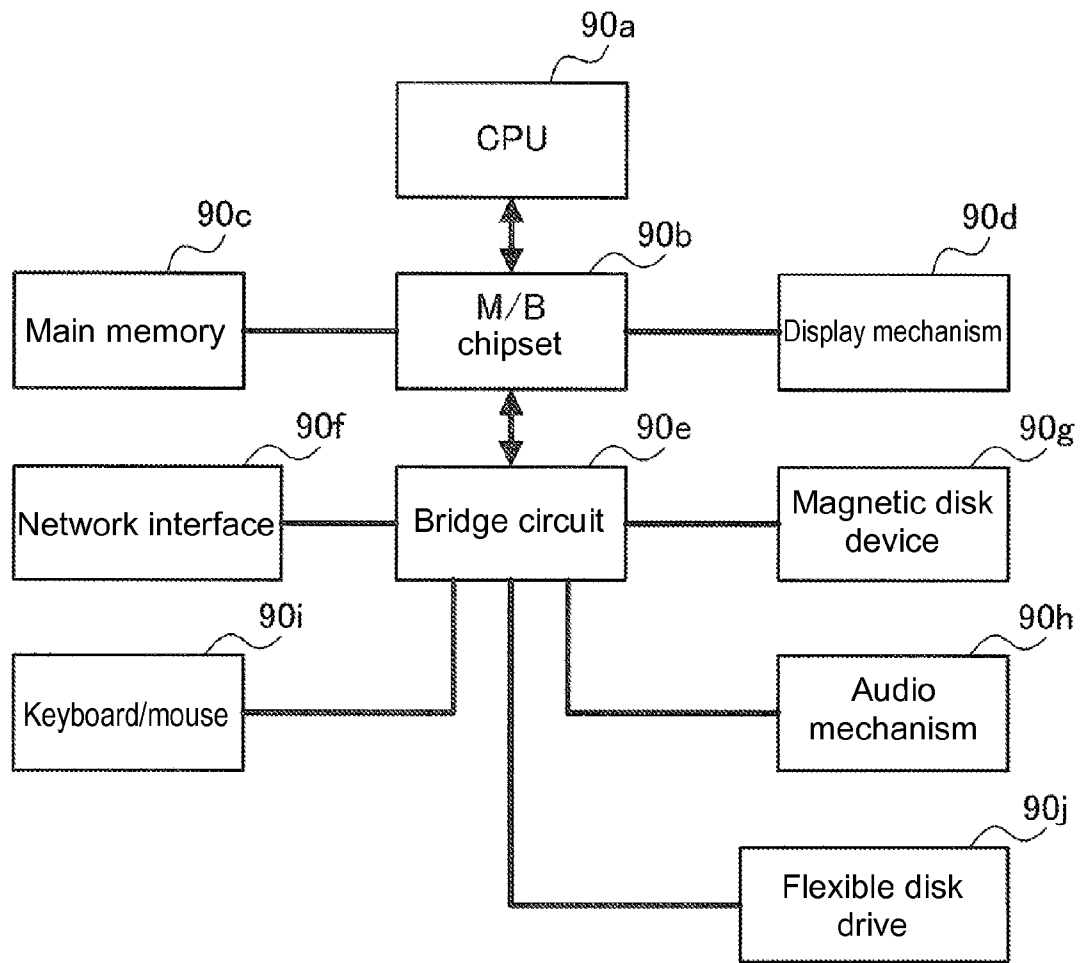 90a
CPU
90c
90b
90d
Main memory
M/B
chipset
Display mechanism
90f
90e
90g
Network interface
Bridge circuit
Magnetic disk
device
90i
90h
Keyboard/mouse
Audio
mechanism
90j
Flexible disk
drive